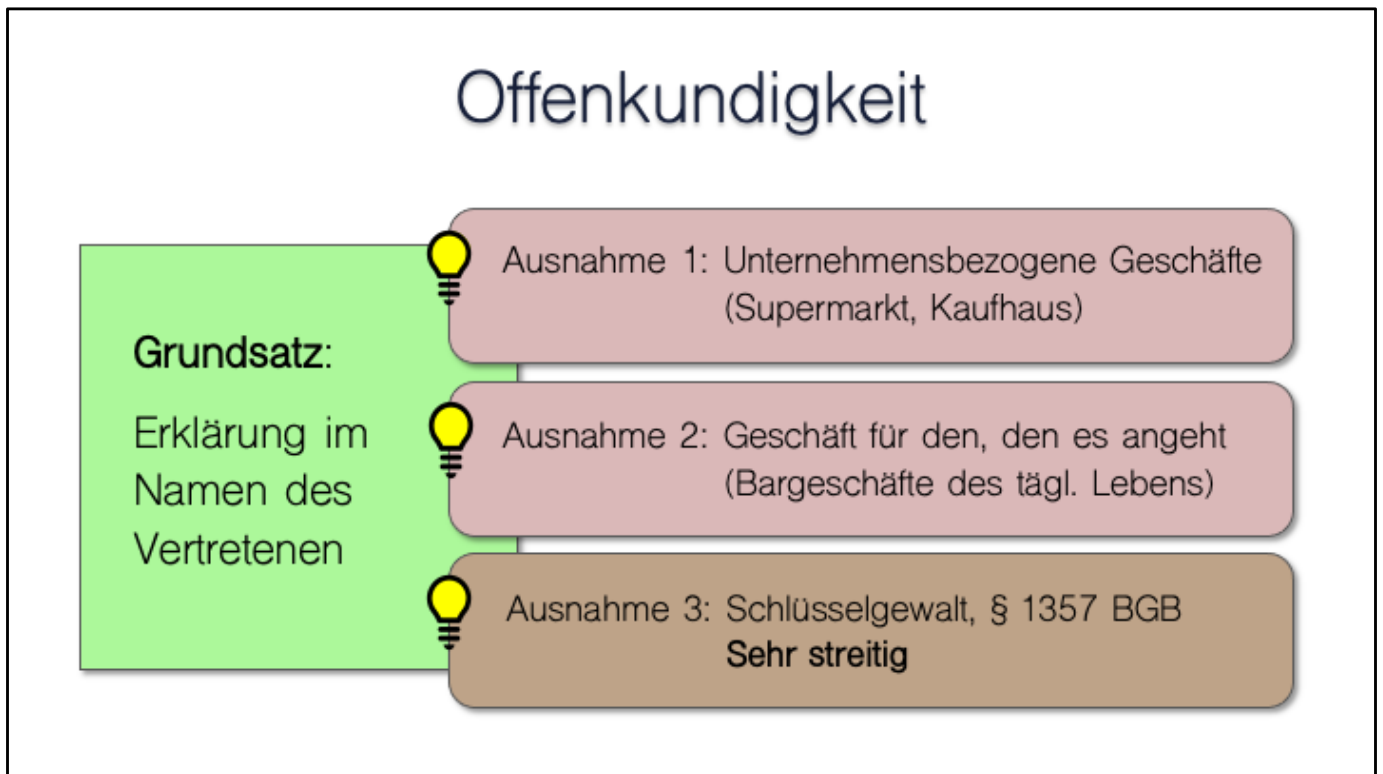 Offenkundigkeit
Grundsatz:
Erklärung im
Namen des
Vertretenen
Ausnahme 1: Unternehmensbezogene Geschäfte
(Supermarkt, Kaufhaus)
Ausnahme 2: Geschäft für den, den es angeht
(Bargeschäfte des tägl. Lebens)
Ausnahme 3: Schlüsselgewalt, § 1357 BGB
Sehr streitig